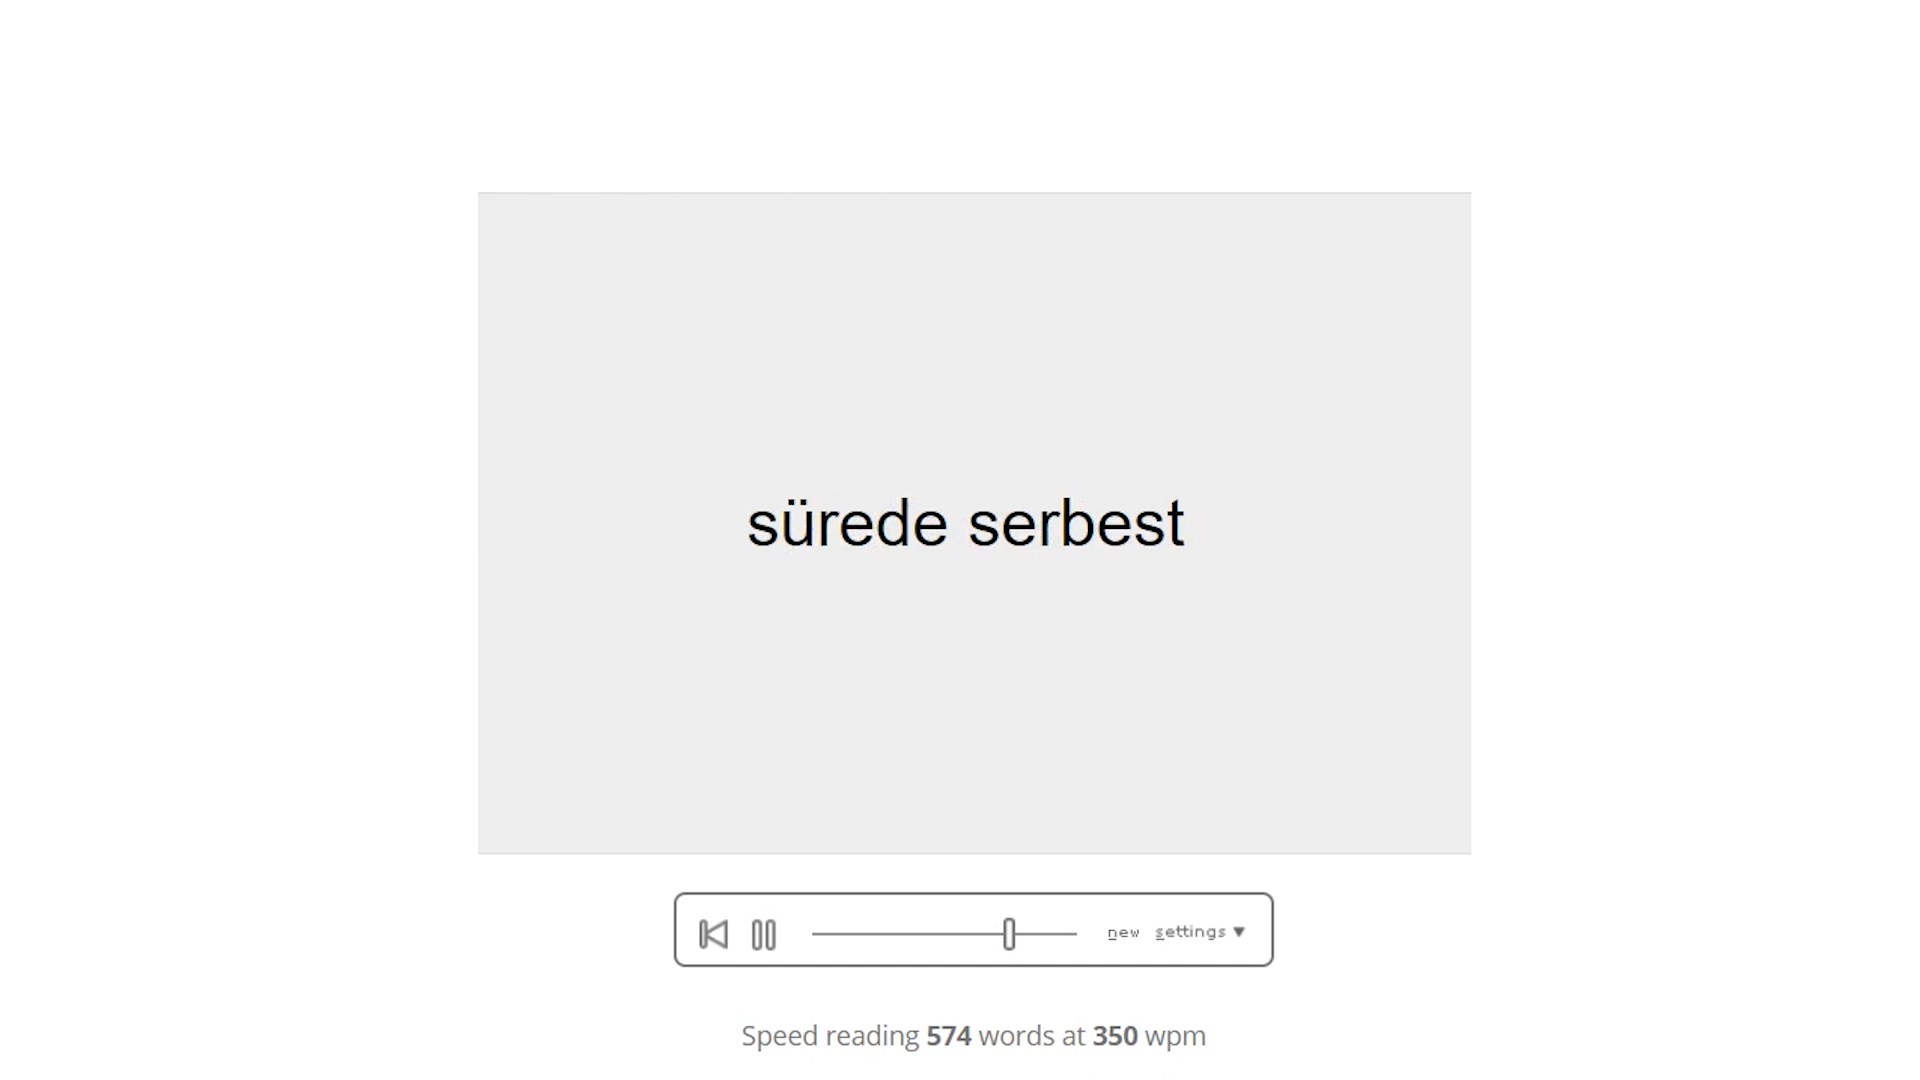 sürede serbest
new settings ▼
Speed reading 574 words at 350 wpm